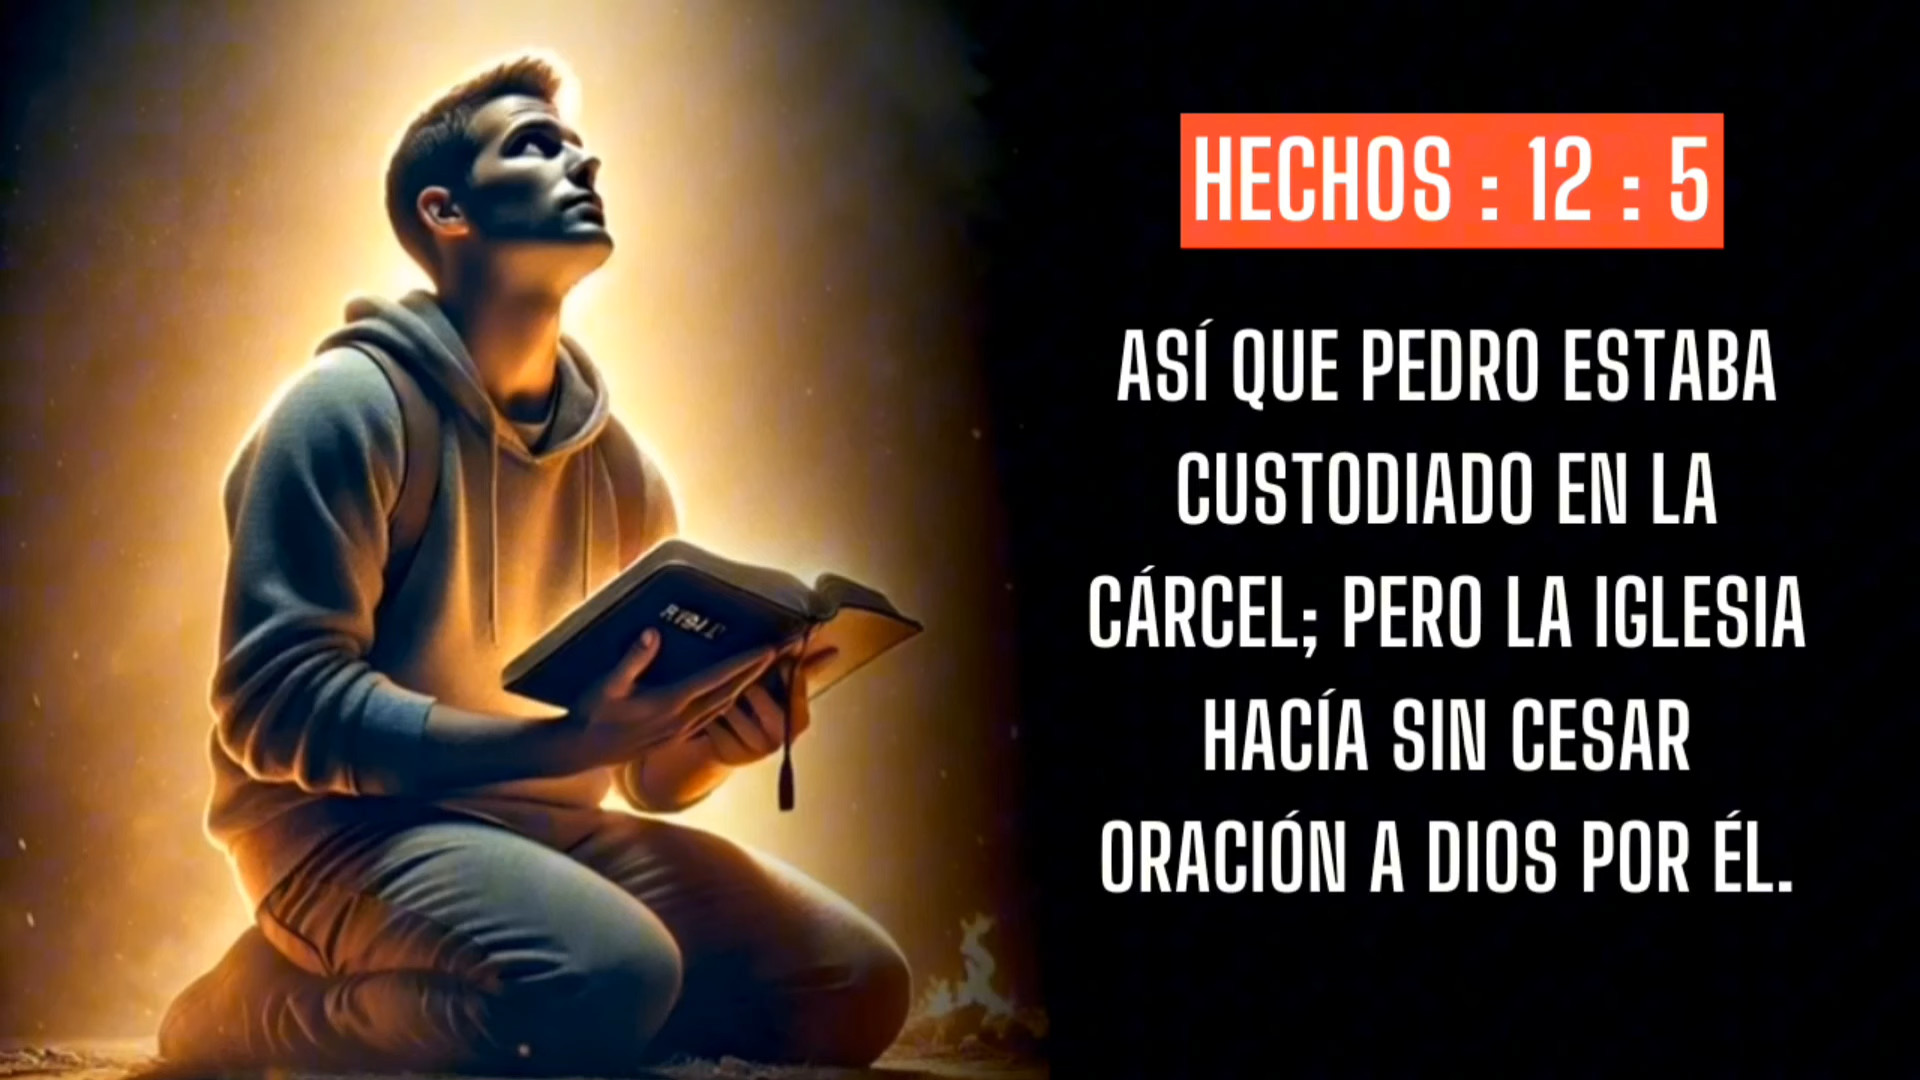 HECHOS : 12 : 5
ASÍ QUE PEDRO ESTABA
CUSTODIADO EN LA
CÁRCEL; PERO LA IGLESIA
HACÍA SIN CESAR
ORACIÓN A DIOS POR ÉL.